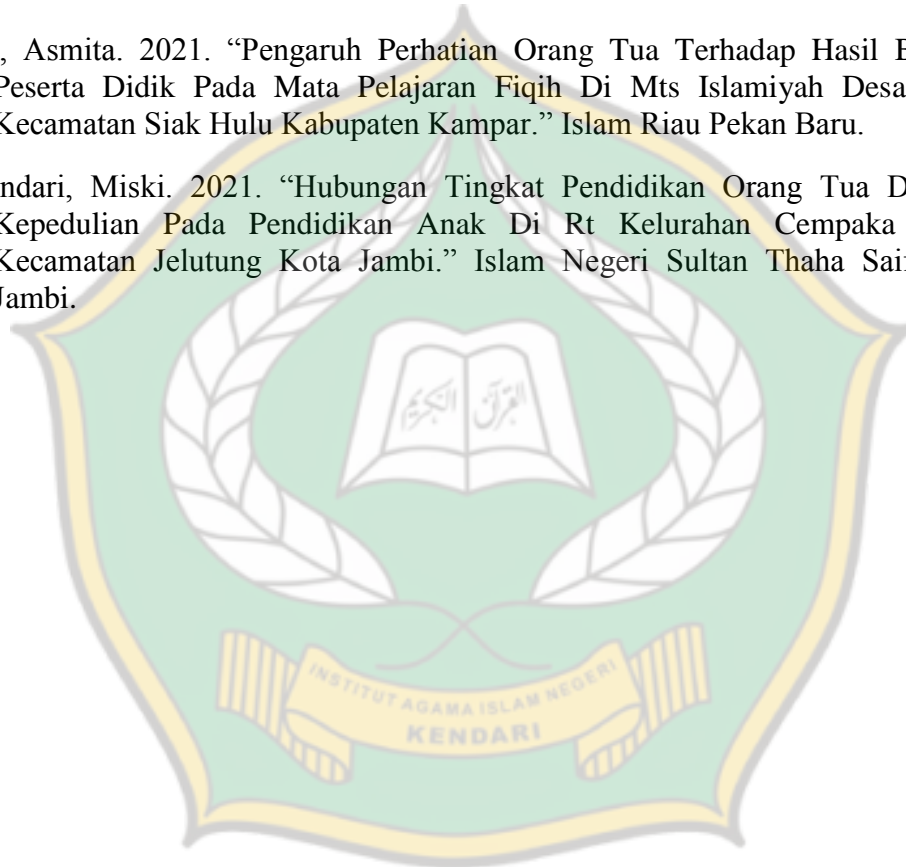 , Asmita. 2021. “Pengaruh Perhatian Orang Tua Terhadap Hasil
Peserta Didik Pada Mata Pelajaran Fiqih Di Mts Islamiyah Desa
Kecamatan Siak Hulu Kabupaten Kampar.” Islam Riau Pekan Baru.
ndari, Miski. 2021. “Hubungan Tingkat Pendidikan Orang Tua
Kepedulian Pada Pendidikan Anak Di Rt Kelurahan Cempaka
Kecamatan Jelutung Kota Jambi.” Islam Negeri Sultan Thaha
Jambi.
القرآن الكريم
INSTITUT AGAMA ISLAM NEGERI
KENDARI